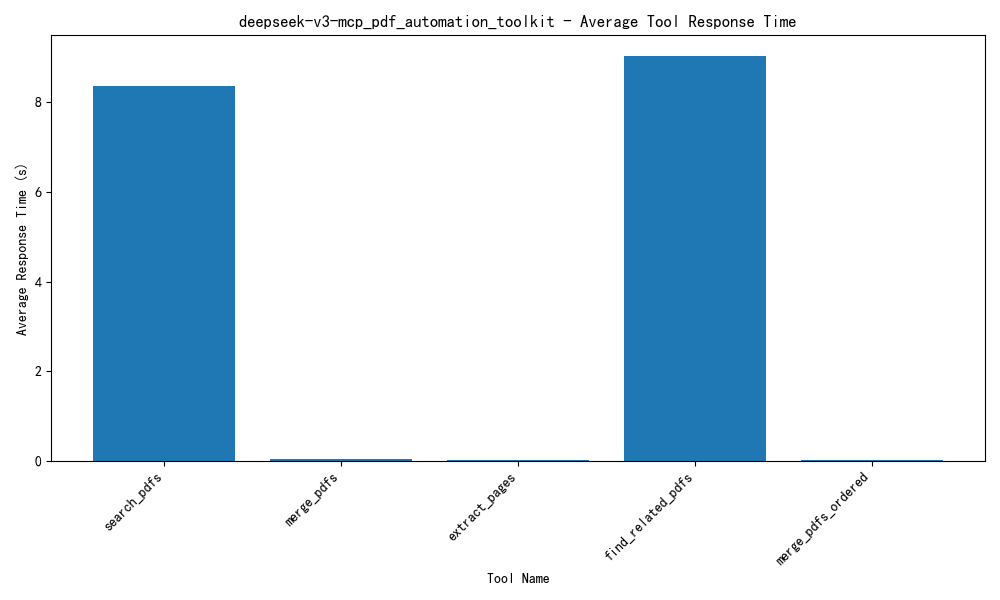 deepseek-v3-mcp_pdf_automation_toolkit - Average Tool Response Time
Average Response Time (s)
8
6
4
2
0
search_pdfs
merge_pdfs
extract_pages
find_related_pdfs
merge_pdfs_ordered
Tool Name